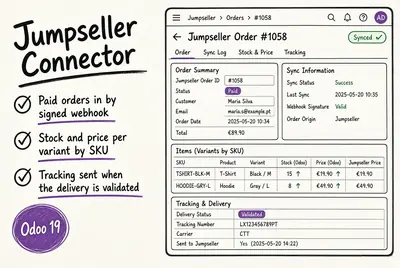 Jumpseller
Connector
Paid orders in by
signed webhook
Stock and price per
variant by SKU
Tracking sent when
the delivery is validated
Odoo 19
Jumpseller > Orders > #1058
AD
Jumpseller Order #1058
Synced ✓
Order
Sync Log
Stock & Price
Tracking
Order Summary
Jumpseller Order ID #1058
Status Paid
Customer Maria Silva
Email maria.s@example.pt
Order Date 2025-05-20 10:34
Total €89.90
Sync Information
Sync Status Success
Last Sync 2025-05-20 10:35
Webhook Signature Valid
Order Origin Jumpseller
Items (Variants by SKU)
SKU Product Variant Stock (Odoo) Price (Odoo) Jumpseller Price
TSHIRT-BLK-M T-Shirt Black / M 15 ↑ €19.90 ↑ €19.90
HOODIE-GRY-L Hoodie Gray / L 8 ↑ €49.90 ↑ €49.90
Tracking & Delivery
Delivery Status Validated
Tracking Number LX123456789PT
Carrier CTT
Sent to Jumpseller Yes (2025-05-20 14:22)